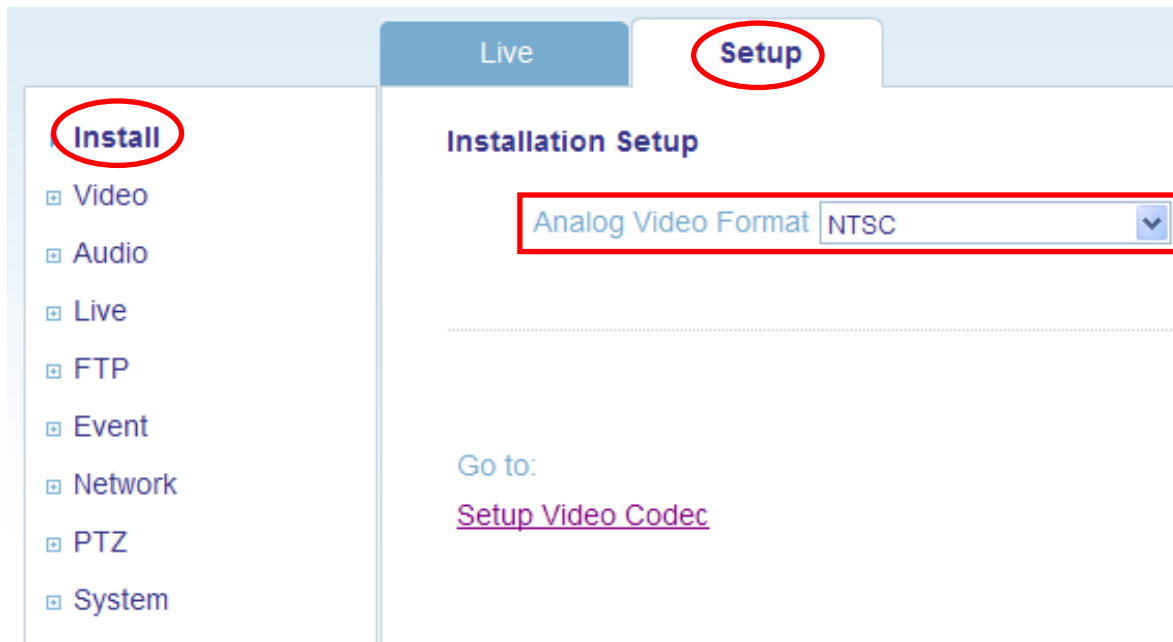 Live
Setup
Install
Video
Audio
Live
FTP
Event
Network
PTZ
System
Installation Setup
Analog Video Format NTSC
Go to:
Setup Video Codec